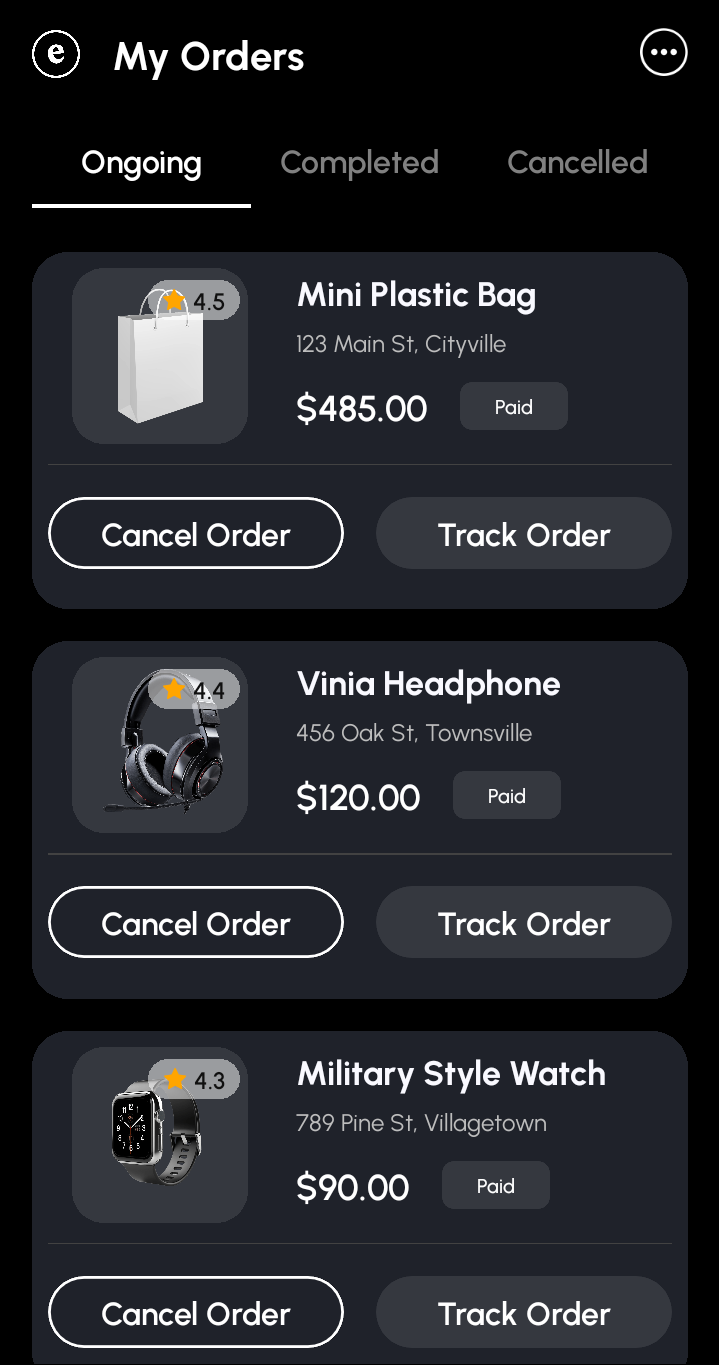 e My Orders
Ongoing Completed Cancelled
4.5
Mini Plastic Bag
123 Main St, Cityville
$485.00 Paid
Cancel Order Track Order
4.4
Vinia Headphone
456 Oak St, Townsville
$120.00 Paid
Cancel Order Track Order
4.3
Military Style Watch
789 Pine St, Villagetown
$90.00 Paid
Cancel Order Track Order